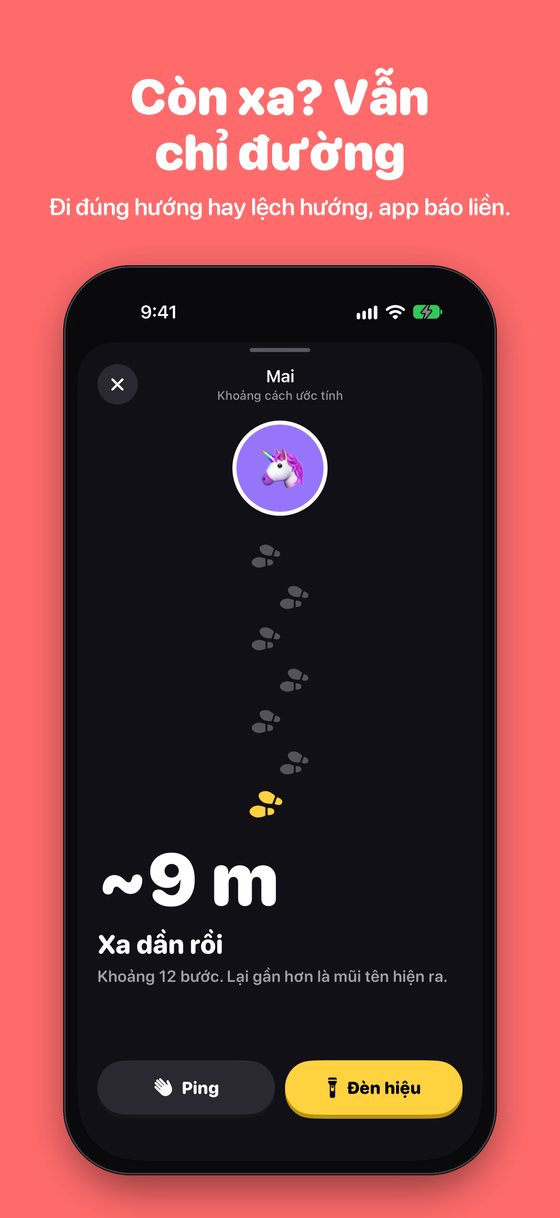 Còn xa? Vẫn
chỉ đường
Đi đúng hướng hay lệch hướng, app báo liền.
9:41
Mai
Khoảng cách ước tính
~9 m
Xa dần rồi
Khoảng 12 bước. Lại gần hơn là mũi tên hiện ra.
Ping
Đèn hiệu